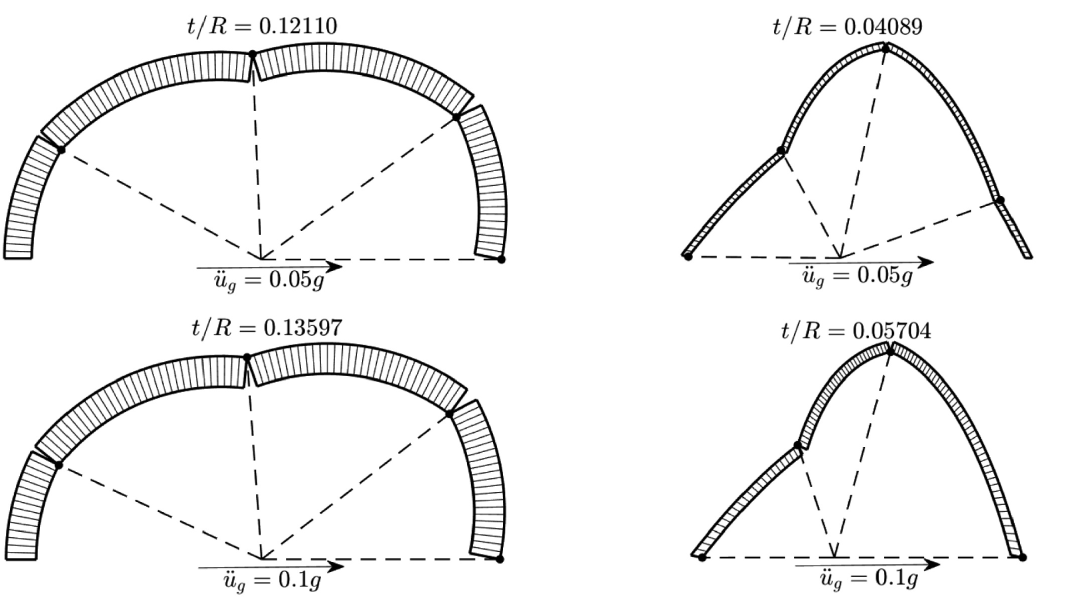 t/R = 0.12110
t/R = 0.04089
ü_g = 0.05g
ü_g = 0.05g
t/R = 0.13597
t/R = 0.05704
ü_g = 0.1g
ü_g = 0.1g